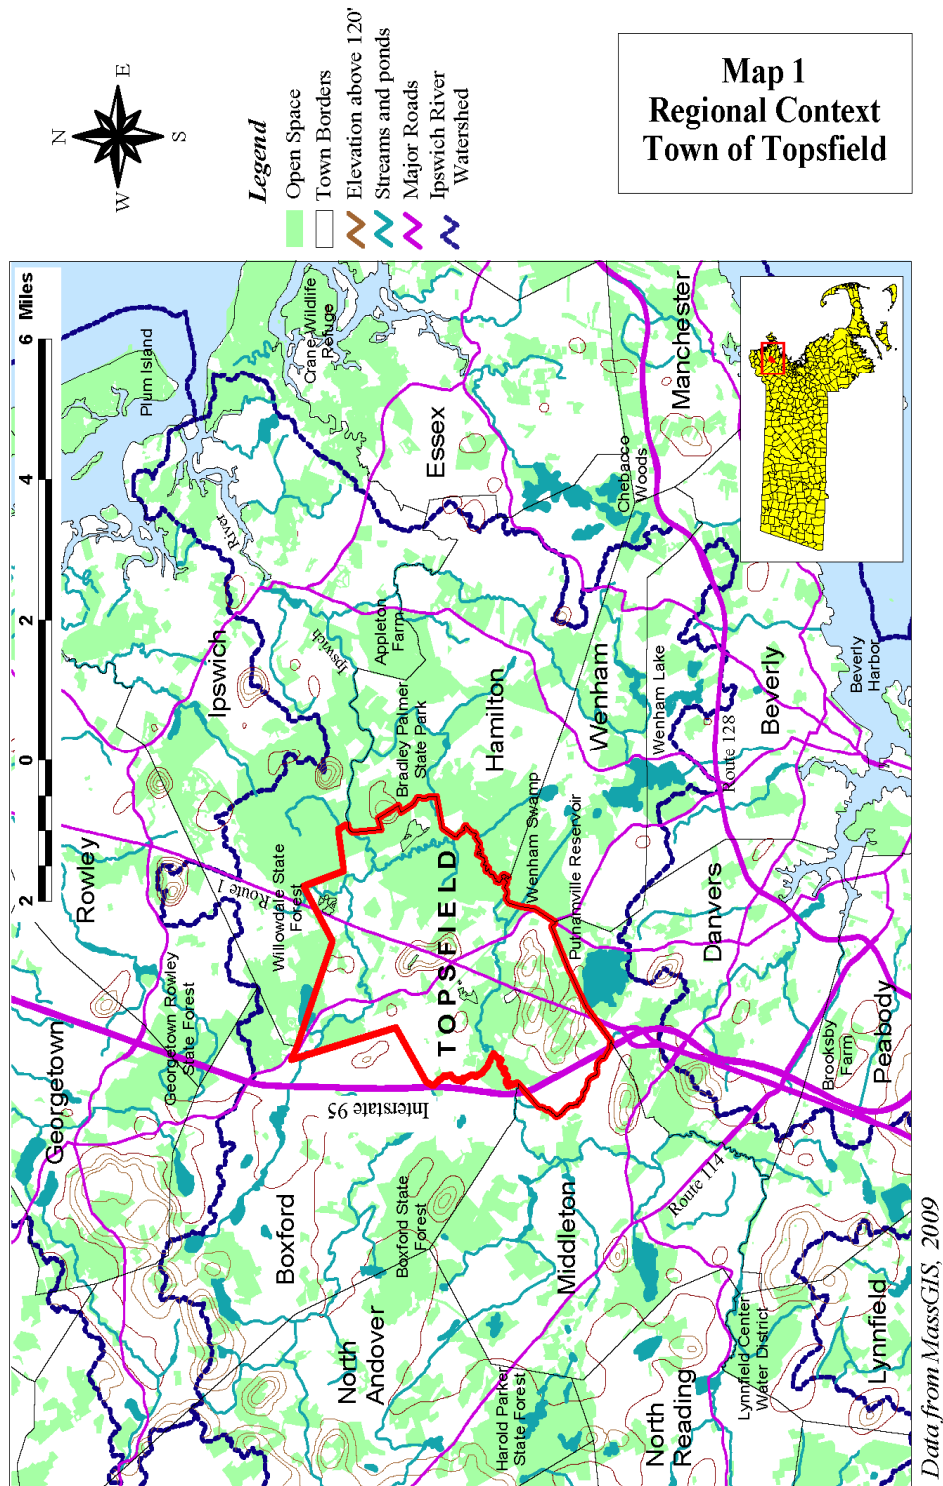 Map 1
Regional Context
Town of Topsfield
N
E
S
W
Legend
Open Space
Town Borders
Elevation above 120'
Streams and ponds
Major Roads
Ipswich River
Watershed
2
0
2
4
6
Miles
Plum Island
Crane Wildlife
Refuge
Rowley
Georgetown
Georgetown Rowley
State Forest
Route 1
Willowdale State
Forest
Ipswich
River
Ipswich
Appleton
Farm
Essex
Bradley Palmer
State Park
Hamilton
TOPSFIELD
Interstate 95
Boxford
Boxford State
Forest
North
Andover
Middleton
Harold Parker
State Forest
Wenham Swamp
Putnamville Reservoir
Wenham
Wenham Lake
Chebacco
Woods
Manchester
Route 128
Beverly
Beverly
Harbor
Danvers
Route 114
Brooksby
Farm
Peabody
North
Reading
Lynnfield Center
Water District
Lynnfield
Data from MassGIS, 2009